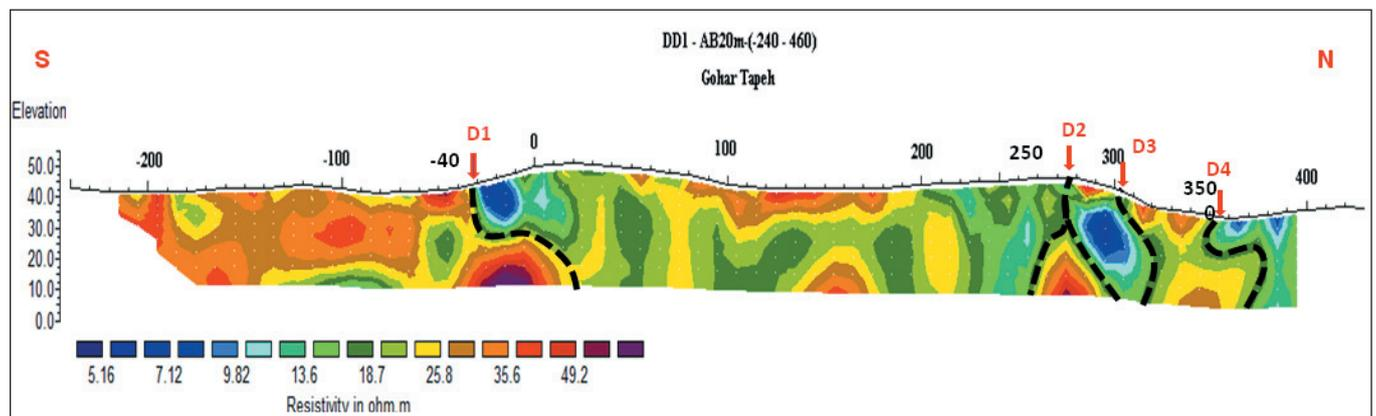 DD1 - AB20m-(-240 - 460)
Gohar Tapeh
S
N
Elevation
D1
D2
D3
D4
-200
-100
-40
0
100
200
250
300
350
0
400
50.0
40.0
30.0
20.0
10.0
0.0
5.16 7.12 9.82 13.6 18.7 25.8 35.6 49.2
Resistivity in ohm.m